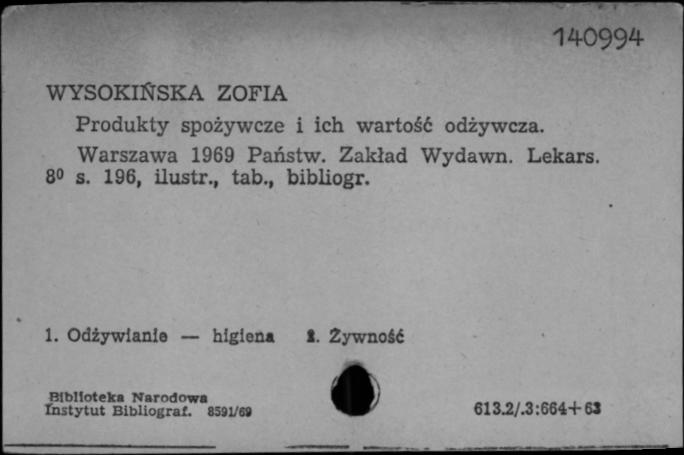 140994
WYSOKIŃSKA ZOFIA
Produkty spożywcze i ich wartość odżywcza.
Warszawa 1969 Państw. Zakład Wydawn. Lekars.
8⁰ s. 196, ilustr., tab., bibliogr.
1. Odżywianie — higiena 2. Żywność
Biblioteka Narodowa
Instytut Bibliograf. 8591/69
613.2/.3:664+63